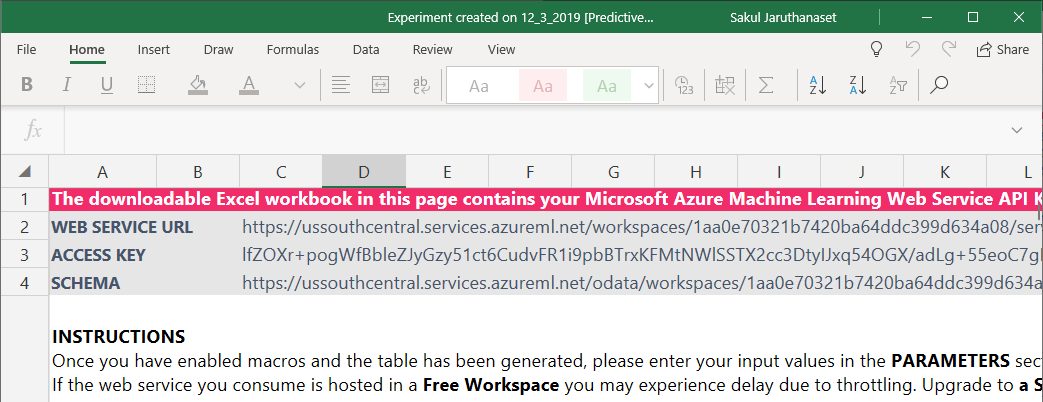 Experiment created on 12_3_2019 [Predictive...
Sakul Jaruthanaset
File Home Insert Draw Formulas Data Review View Share
B I U A Aa Aa Aa
fx
A B C D E F G H I J K L
1 The downloadable Excel workbook in this page contains your Microsoft Azure Machine Learning Web Service API K
2 WEB SERVICE URL https://ussouthcentral.services.azureml.net/workspaces/1aa0e70321b7420ba64ddc399d634a08/ser
3 ACCESS KEY
4 SCHEMA https://ussouthcentral.services.azureml.net/odata/workspaces/1aa0e70321b7420ba64ddc399d634a
INSTRUCTIONS
Once you have enabled macros and the table has been generated, please enter your input values in the PARAMETERS sec
If the web service you consume is hosted in a Free Workspace you may experience delay due to throttling. Upgrade to a S